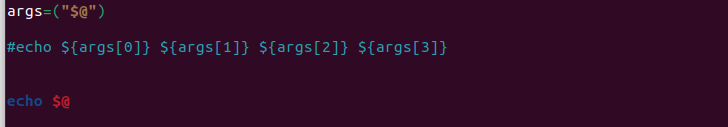 args=("$@")
#echo ${args[0]} ${args[1]} ${args[2]} ${args[3]}
echo $@